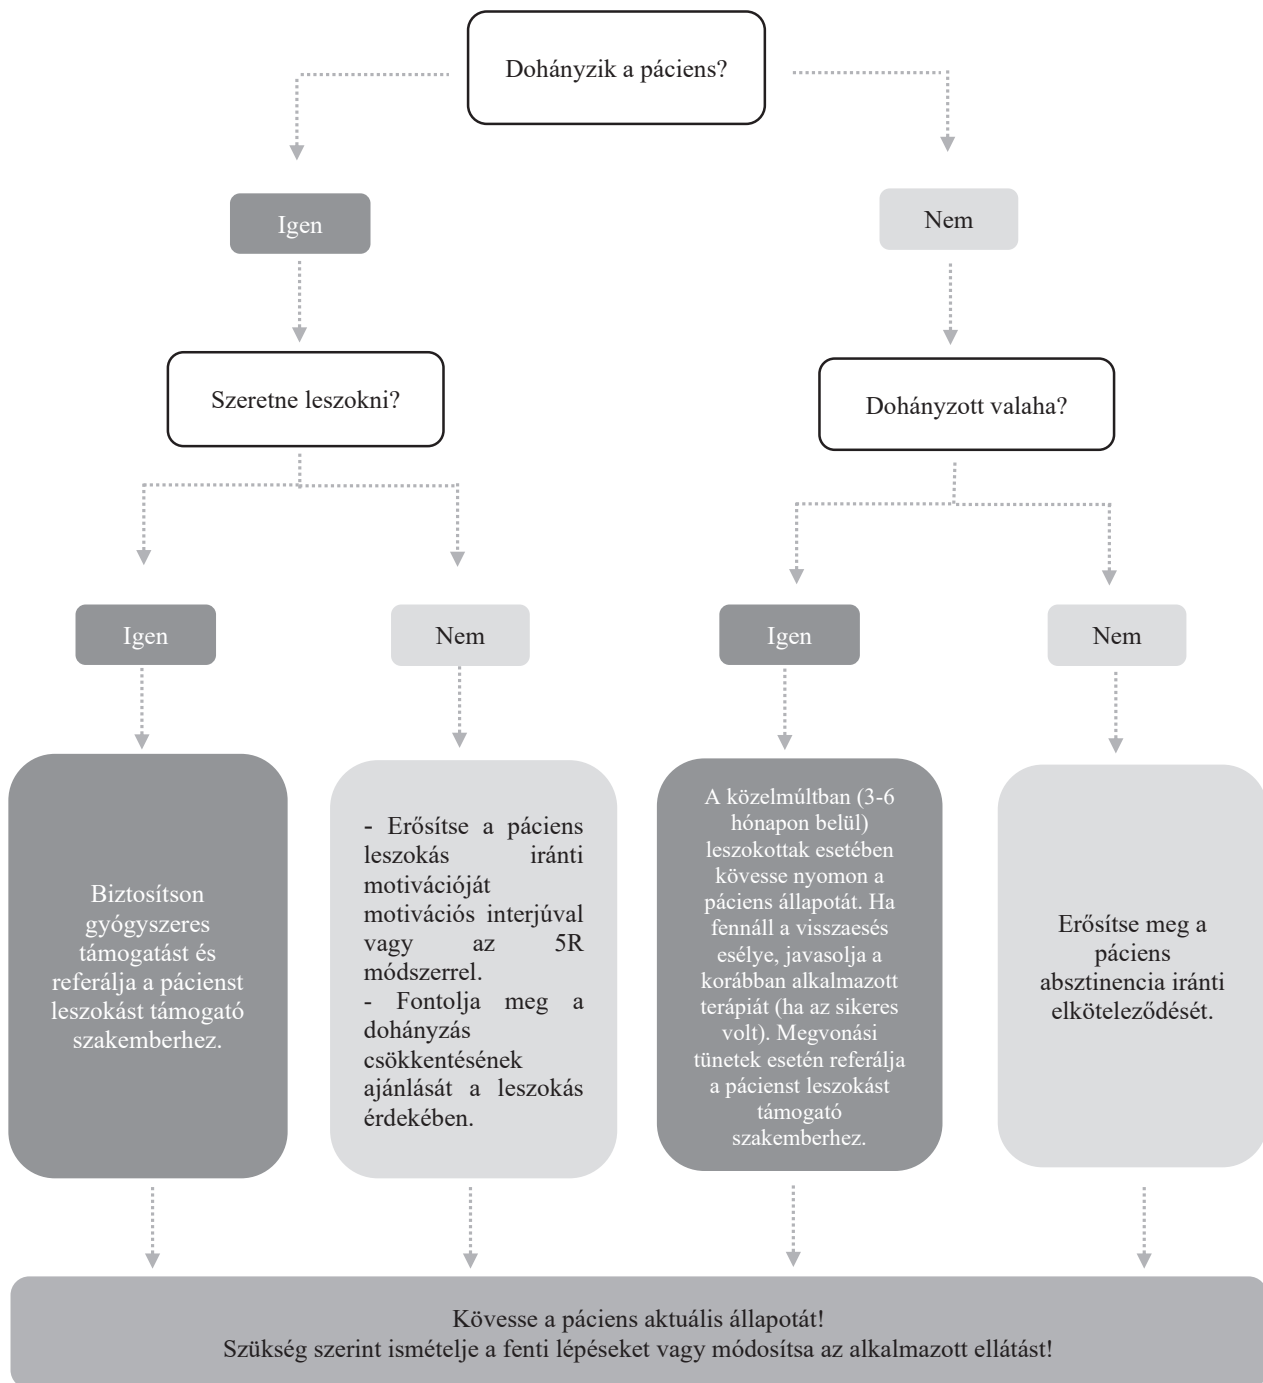 Dohányzik a páciens?
Igen
Nem
Szeretne leszokni?
Dohányzott valaha?
Igen
Nem
Igen
Nem
Biztosítson
gyógyszeres
támogatást és
referálja a pácienst
leszokást támogató
szakemberhez.
- Erősítse a páciens
leszokás iránti
motivációját
motivációs interjúval
vagy az 5R
módszerrel.
- Fontolja meg a
dohányzás
csökkentésének
ajánlását a leszokás
érdekében.
A közelmúltban (3-6
hónapon belül)
leszokottak esetében
kövesse nyomon a
páciens állapotát. Ha
fennáll a visszaesés
esélye, javasolja a
korábban alkalmazott
terápiát (ha az sikeres
volt). Megvonási
tünetek esetén referálja
a pácienst leszokást
támogató
szakemberhez.
Erősítse meg a
páciens
absztinencia iránti
elköteleződését.
Kövesse a páciens aktuális állapotát!
Szükség szerint ismételje a fenti lépéseket vagy módosítsa az alkalmazott ellátást!